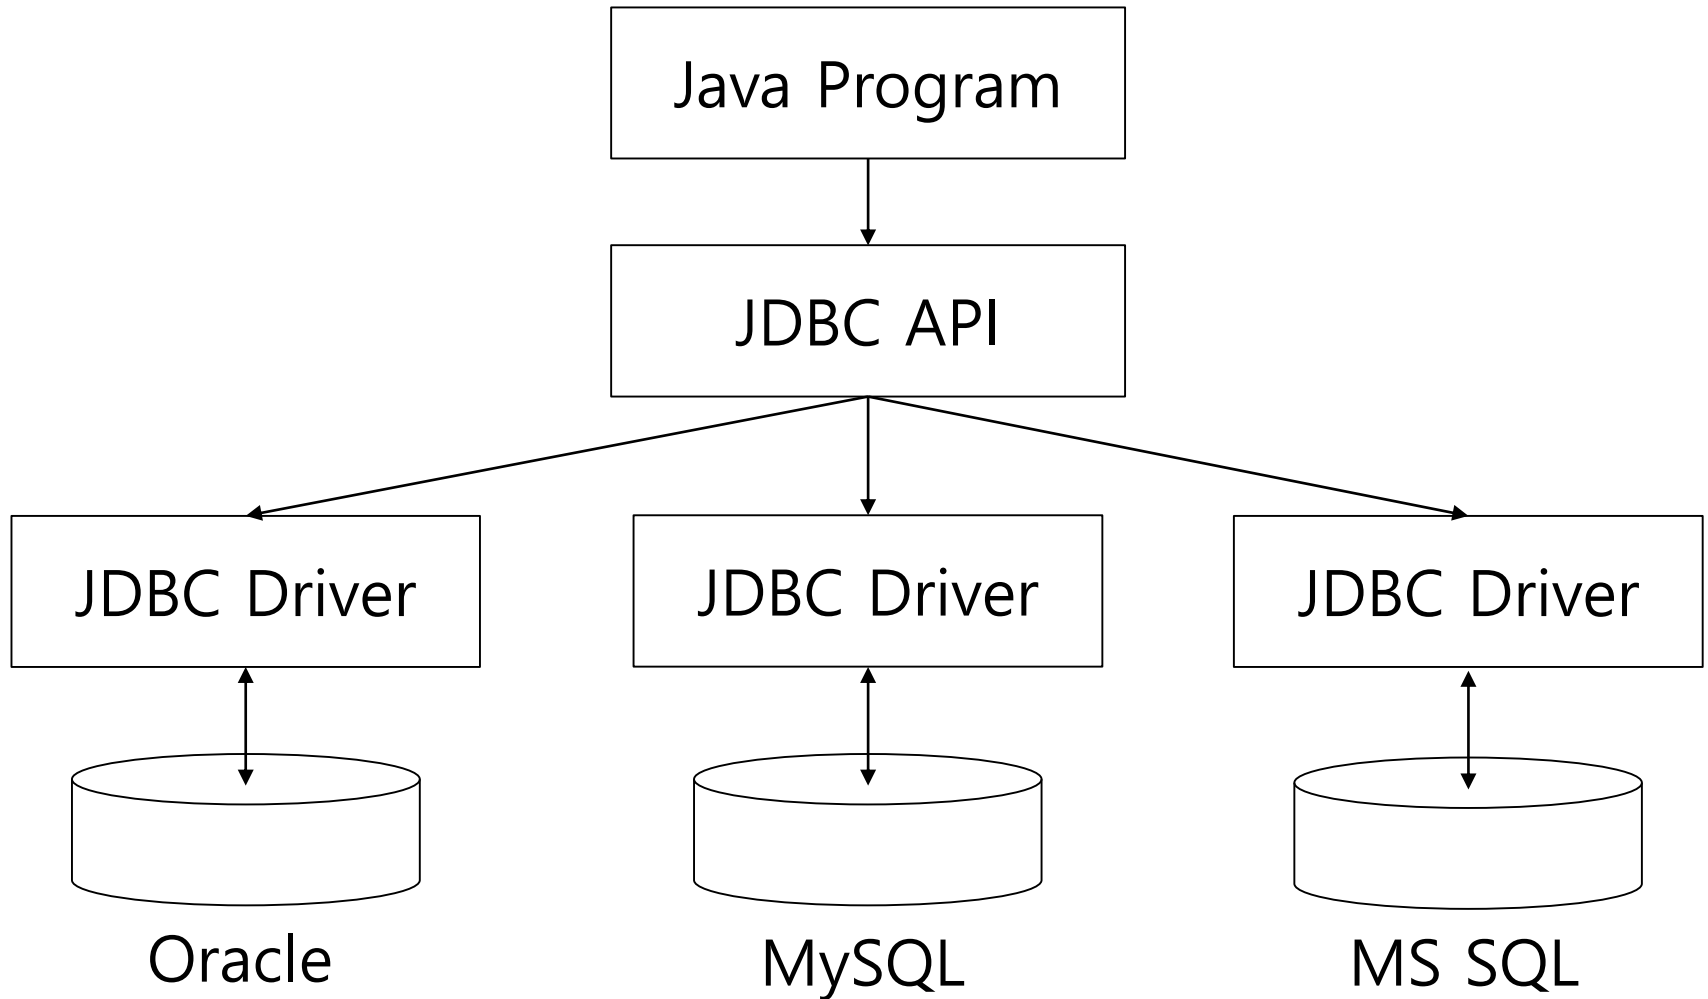 Java Program
JDBC API
JDBC Driver
JDBC Driver
JDBC Driver
Oracle
MySQL
MS SQL